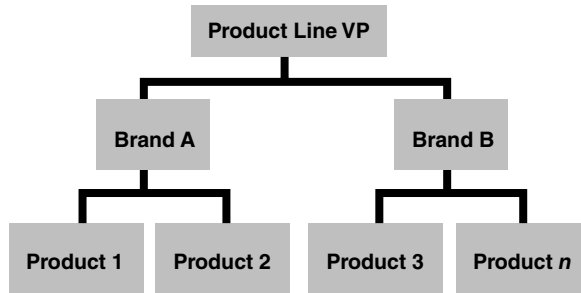 Product Line VP
Brand A
Brand B
Product 1
Product 2
Product 3
Product n